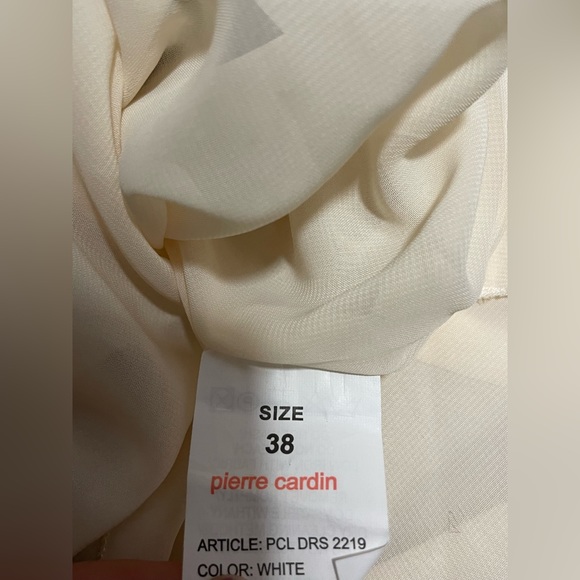 SIZE
38
pierre cardin
ARTICLE: PCL DRS 2219
COLOR: WHITE